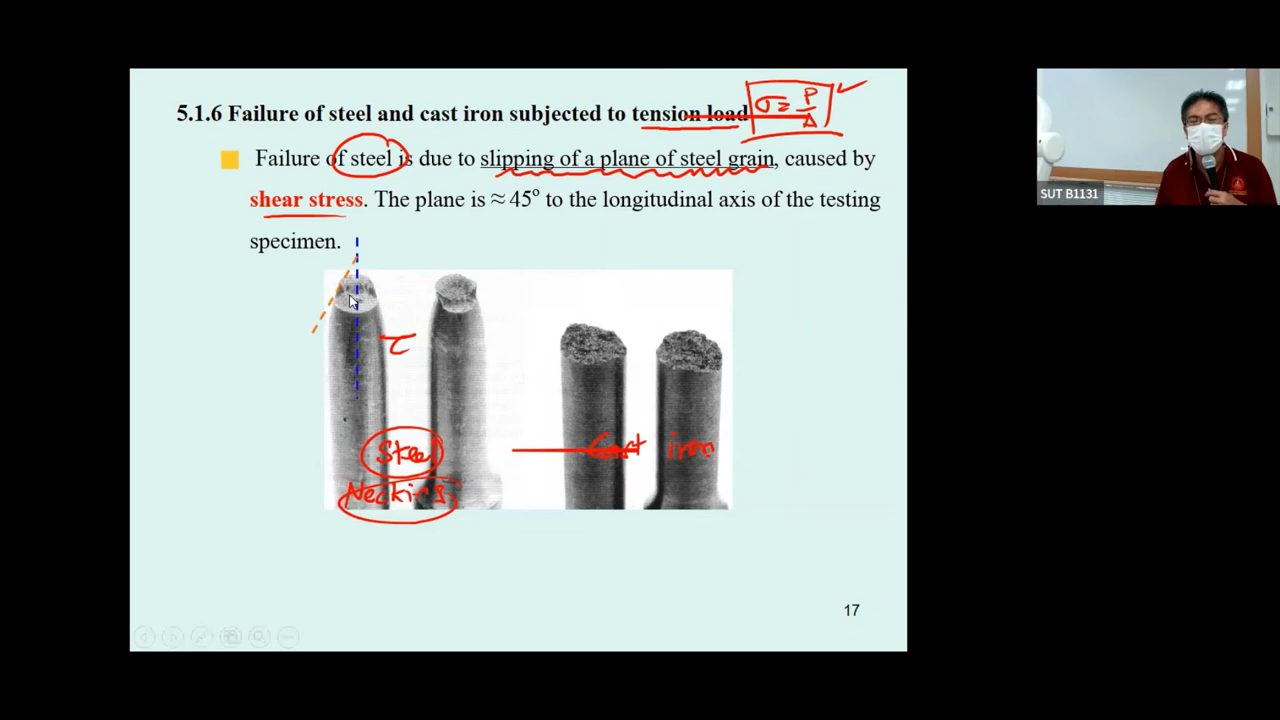 5.1.6 Failure of steel and cast iron subjected to tension load σ = P/A
Failure of steel is due to slipping of a plane of steel grain, caused by
shear stress. The plane is ≈ 45° to the longitudinal axis of the testing
specimen.
τ
Steel
Cast iron
Necking
17
SUT B1131